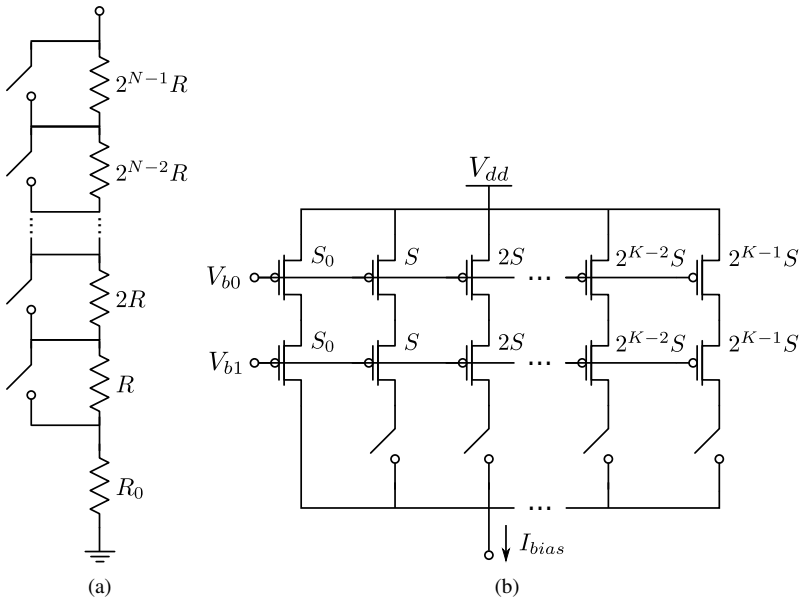 2^{N-1}R
2^{N-2}R
2R
R
R_0
(a)
V_{dd}
S_0 S 2S 2^{K-2}S 2^{K-1}S
V_{b0} ...
S_0 S 2S 2^{K-2}S 2^{K-1}S
V_{b1} ...
...
I_{bias}
(b)